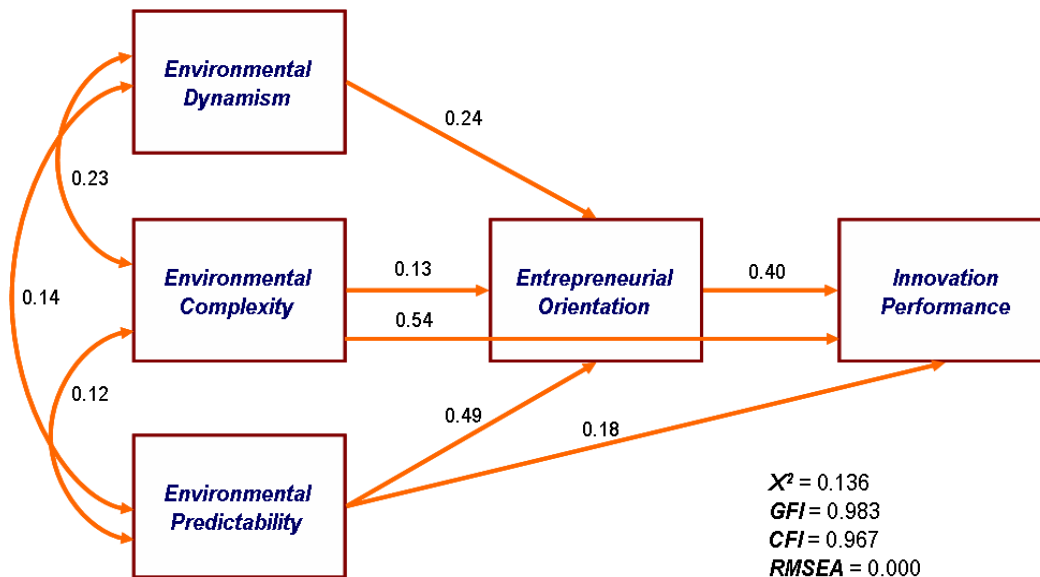 Environmental
Dynamism
0.24
0.23
Environmental
Complexity
0.13
Entrepreneurial
Orientation
0.40
Innovation
Performance
0.14
0.54
0.12
0.49
0.18
Environmental
Predictability
X² = 0.136
GFI = 0.983
CFI = 0.967
RMSEA = 0.000